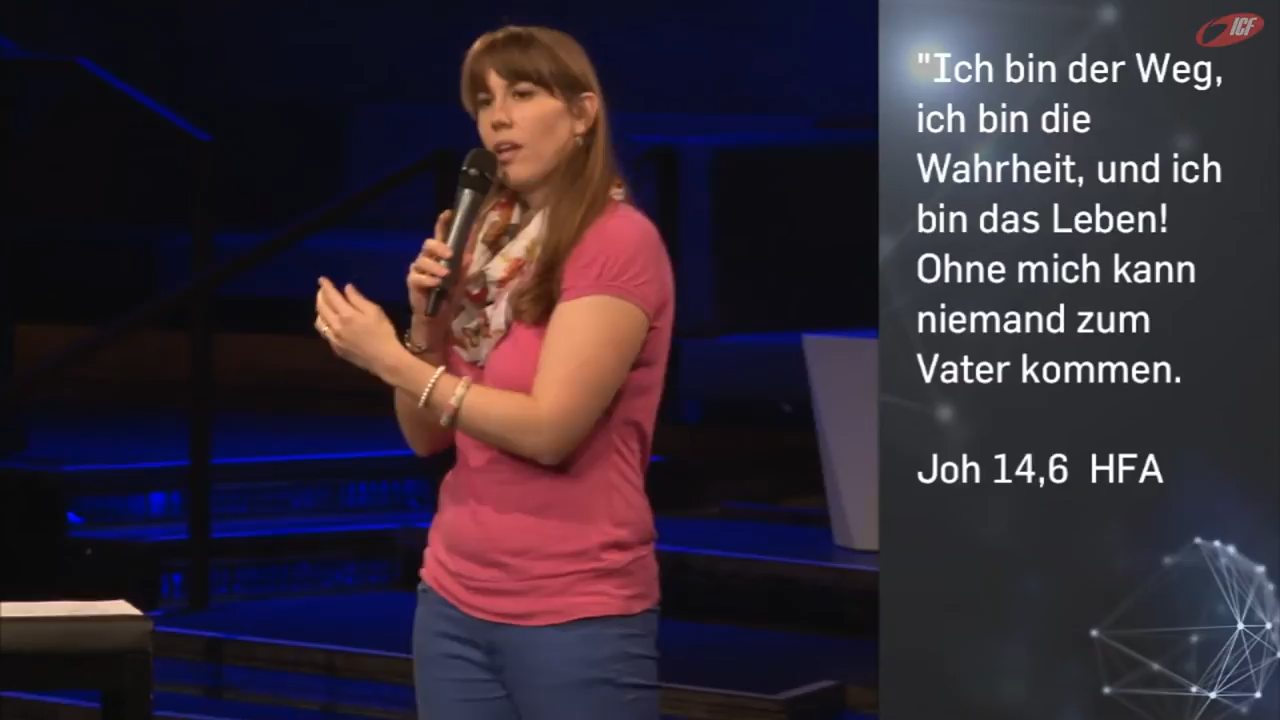 ICF
"Ich bin der Weg,
ich bin die
Wahrheit, und ich
bin das Leben!
Ohne mich kann
niemand zum
Vater kommen.
Joh 14,6 HFA